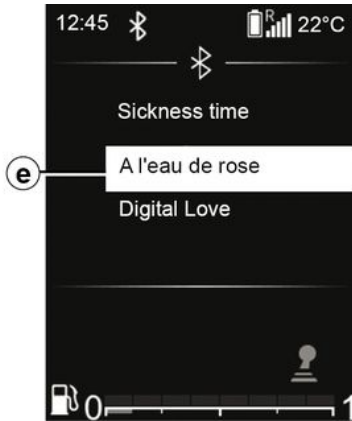 12:45 R 22°C
Sickness time
e A l'eau de rose
Digital Love
0 1